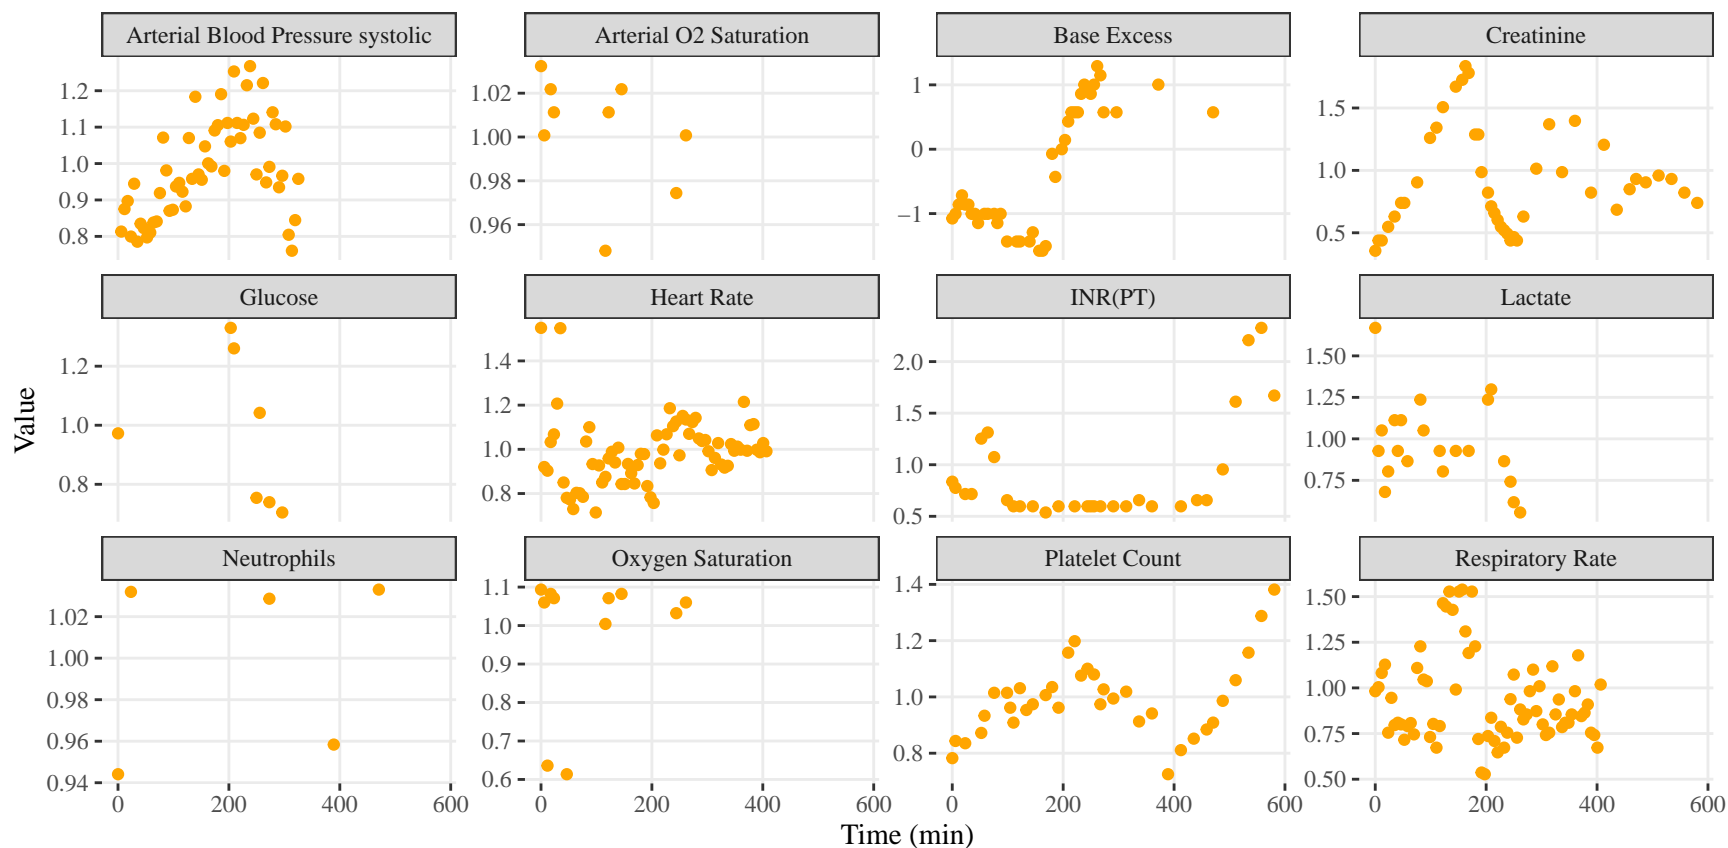 Arterial Blood Pressure systolic
Arterial O2 Saturation
Base Excess
Creatinine
1.2
1.1
1.0
0.9
0.8
1.02
1.00
0.98
0.96
1
0
−1
1.5
1.0
0.5
Glucose
Heart Rate
INR(PT)
Lactate
1.2
1.0
0.8
1.4
1.2
1.0
0.8
2.0
1.5
1.0
0.5
1.50
1.25
1.00
0.75
Neutrophils
Oxygen Saturation
Platelet Count
Respiratory Rate
1.02
1.00
0.98
0.96
0.94
1.1
1.0
0.9
0.8
0.7
0.6
1.4
1.2
1.0
0.8
1.50
1.25
1.00
0.75
0.50
0 200 400 600
0 200 400 600
0 200 400 600
0 200 400 600
Value
Time (min)